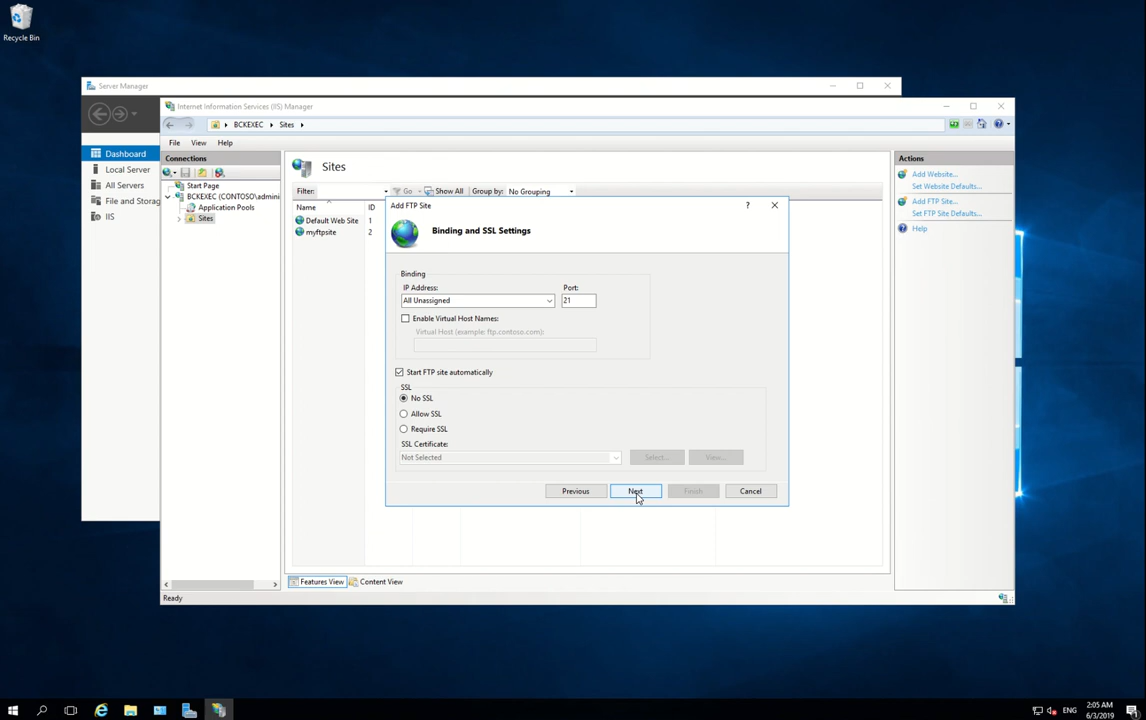 Recycle Bin
Server Manager
Internet Information Services (IIS) Manager
BCKEXEC
Sites
File
View
Help
Dashboard
Local Server
All Servers
File and Storag
IIS
Connections
Start Page
BCKEXEC (CONTOSO\admini
Application Pools
Sites
Sites
Filter:
Go
Show All
Group by:
No Grouping
Name
ID
Default Web Site
1
myftpsite
2
Add FTP Site
?
Binding and SSL Settings
Binding
IP Address:
Port:
All Unassigned
21
Enable Virtual Host Names:
Virtual Host (example: ftp.contoso.com):
Start FTP site automatically
SSL
No SSL
Allow SSL
Require SSL
SSL Certificate:
Not Selected
Select...
View...
Previous
Next
Finish
Cancel
Actions
Add Website...
Set Website Defaults...
Add FTP Site...
Set FTP Site Defaults...
Help
Features View
Content View
Ready
ENG
2:05 AM
6/3/2019